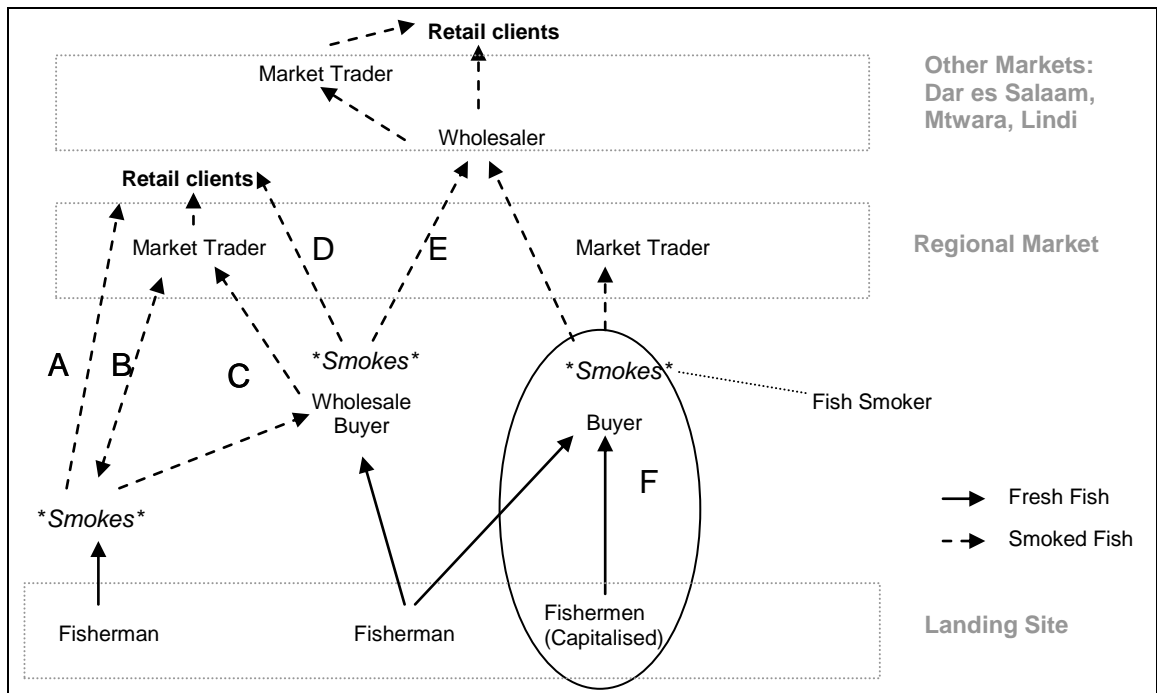 Retail clients
Market Trader
Other Markets:
Dar es Salaam,
Mtwara, Lindi
Wholesaler
Retail clients
Market Trader
D
E
Market Trader
Regional Market
A
B
C
*Smokes*
*Smokes*
Wholesale
Buyer
Fish Smoker
Buyer
F
*Smokes*
Fresh Fish
Smoked Fish
Fisherman
Fisherman
Fishermen
(Capitalised)
Landing Site